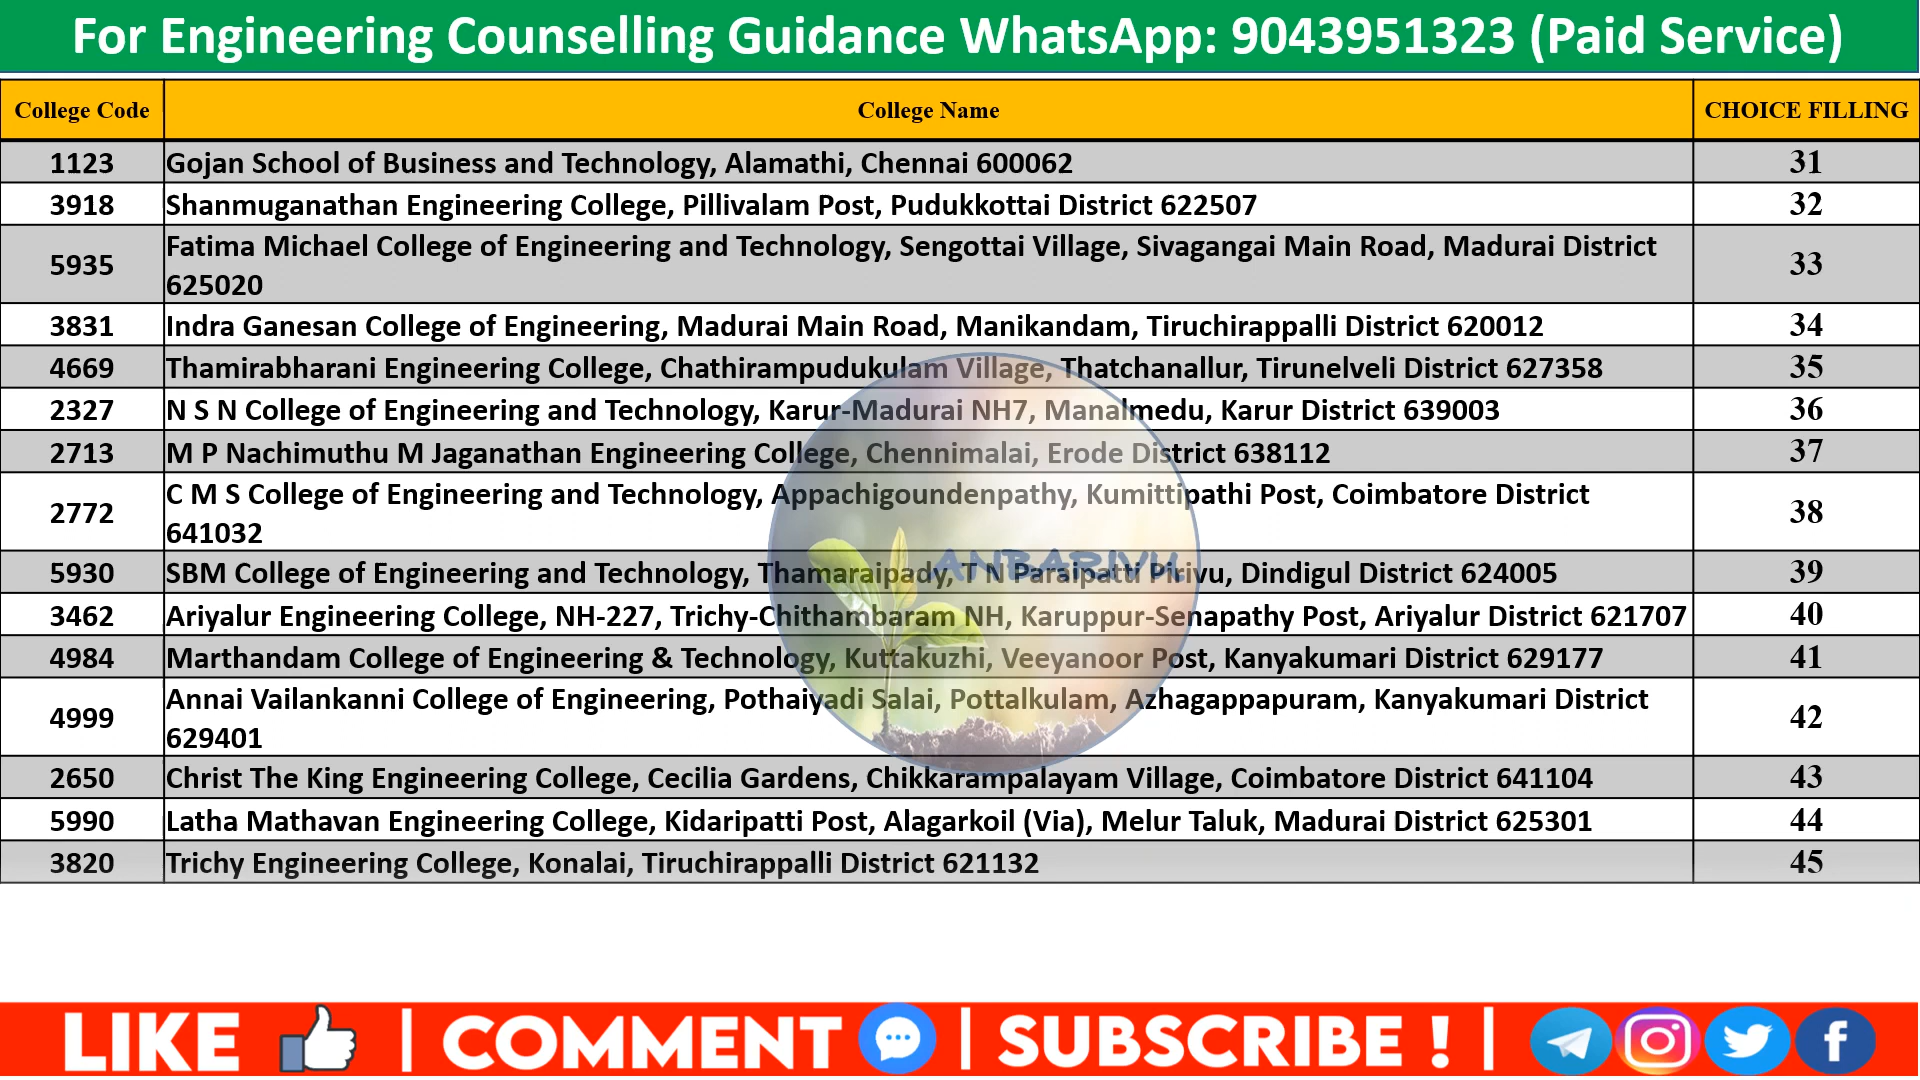 For Engineering Counselling Guidance WhatsApp: 9043951323 (Paid Service)
College Code College Name CHOICE FILLING
1123 Gojan School of Business and Technology, Alamathi, Chennai 600062 31
3918 Shanmuganathan Engineering College, Pillivalam Post, Pudukkottai District 622507 32
5935 Fatima Michael College of Engineering and Technology, Sengottai Village, Sivagangai Main Road, Madurai District 33
625020
3831 Indra Ganesan College of Engineering, Madurai Main Road, Manikandam, Tiruchirappalli District 620012 34
4669 Thamirabharani Engineering College, Chathirampudukulam Village, Thatchanallur, Tirunelveli District 627358 35
2327 N S N College of Engineering and Technology, Karur-Madurai NH7, Manalmedu, Karur District 639003 36
2713 M P Nachimuthu M Jaganathan Engineering College, Chennimalai, Erode District 638112 37
2772 C M S College of Engineering and Technology, Appachigoundenpathy, Kumittipathi Post, Coimbatore District 38
641032
5930 SBM College of Engineering and Technology, Thamaraipady, T N Paraipatti Pirivu, Dindigul District 624005 39
ANBARIVU
3462 Ariyalur Engineering College, NH-227, Trichy-Chithambaram NH, Karuppur-Senapathy Post, Ariyalur District 621707 40
4984 Marthandam College of Engineering & Technology, Kuttakuzhi, Veeyanoor Post, Kanyakumari District 629177 41
4999 Annai Vailankanni College of Engineering, Pothaiyadi Salai, Pottalkulam, Azhagappapuram, Kanyakumari District 42
629401
2650 Christ The King Engineering College, Cecilia Gardens, Chikkarampalayam Village, Coimbatore District 641104 43
5990 Latha Mathavan Engineering College, Kidaripatti Post, Alagarkoil (Via), Melur Taluk, Madurai District 625301 44
3820 Trichy Engineering College, Konalai, Tiruchirappalli District 621132 45
LIKE | COMMENT | SUBSCRIBE ! |